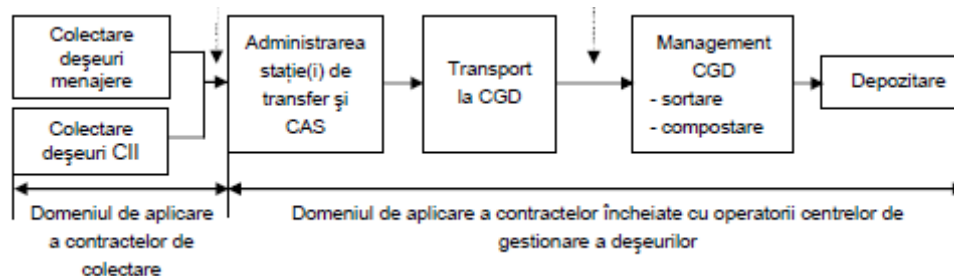 Colectare
deşeuri
menajere
Colectare
deşeuri CII
Administrarea
staţie(i) de
transfer şi
CAS
Transport
la CGD
Management
CGD
- sortare
- compostare
Depozitare
Domeniul de aplicare
a contractelor de
colectare
Domeniul de aplicare a contractelor încheiate cu operatorii centrelor de
gestionare a deşeurilor